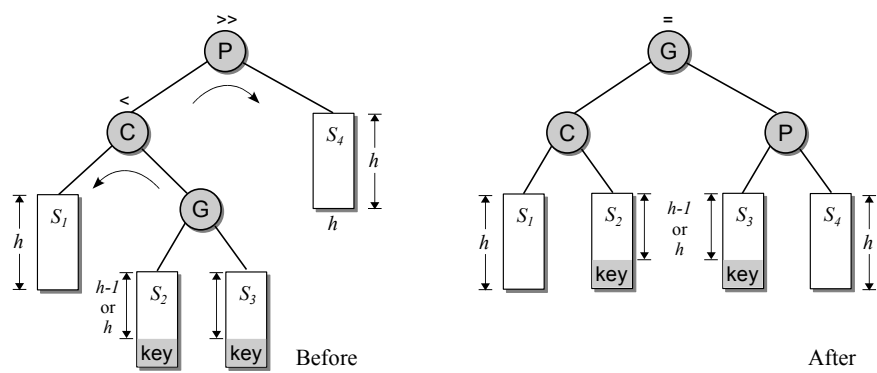 >>
P
<
C
S4
h
S1
G
h
h
h-1
or
h
S2
S3
key
key
Before
=
G
C
P
S1
S2
h-1
or
h
S3
S4
h
h
key
key
After